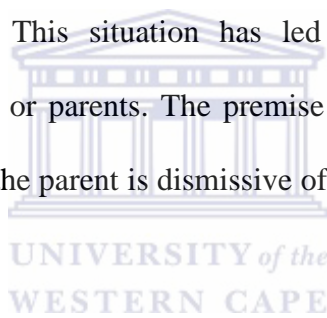 This situation has led
or parents. The premise
he parent is dismissive of
UNIVERSITY of the
WESTERN CAPE